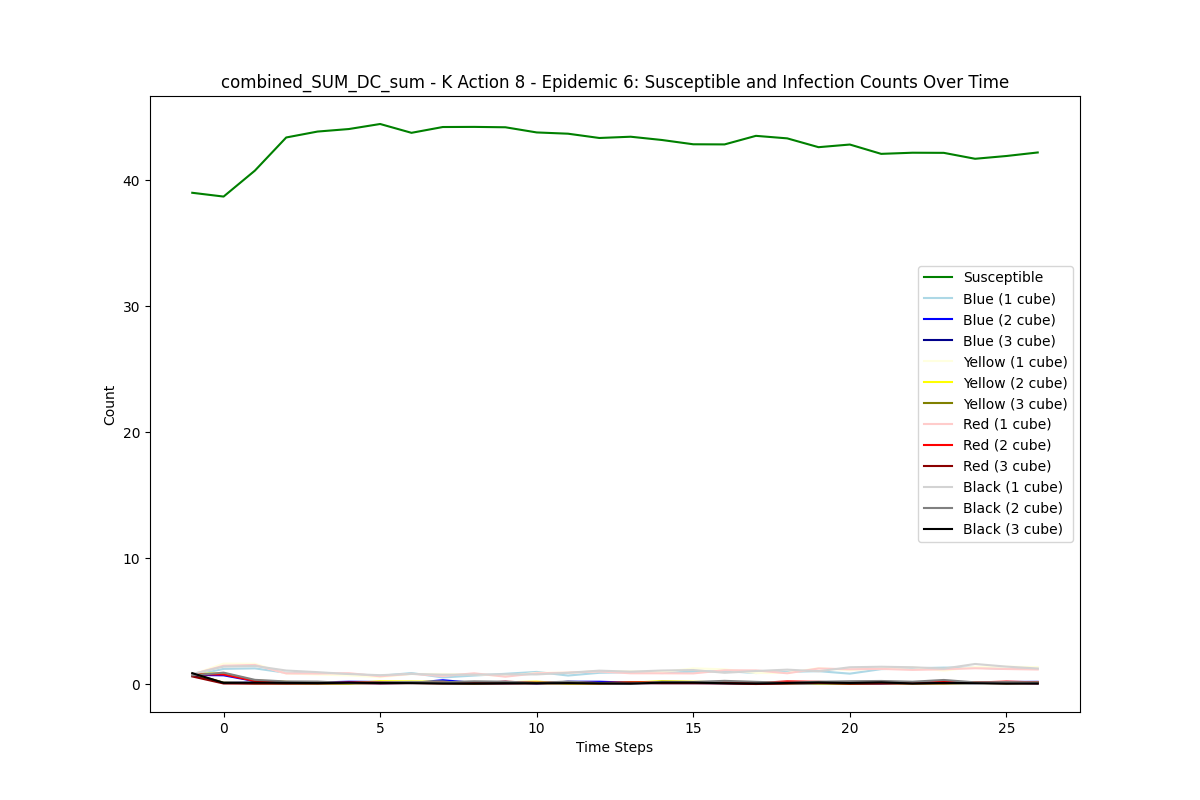 combined_SUM_DC_sum - K Action 8 - Epidemic 6: Susceptible and Infection Counts Over Time
40
30
20
10
0
Count
Susceptible
Blue (1 cube)
Blue (2 cube)
Blue (3 cube)
Yellow (1 cube)
Yellow (2 cube)
Yellow (3 cube)
Red (1 cube)
Red (2 cube)
Red (3 cube)
Black (1 cube)
Black (2 cube)
Black (3 cube)
0 5 10 15 20 25
Time Steps